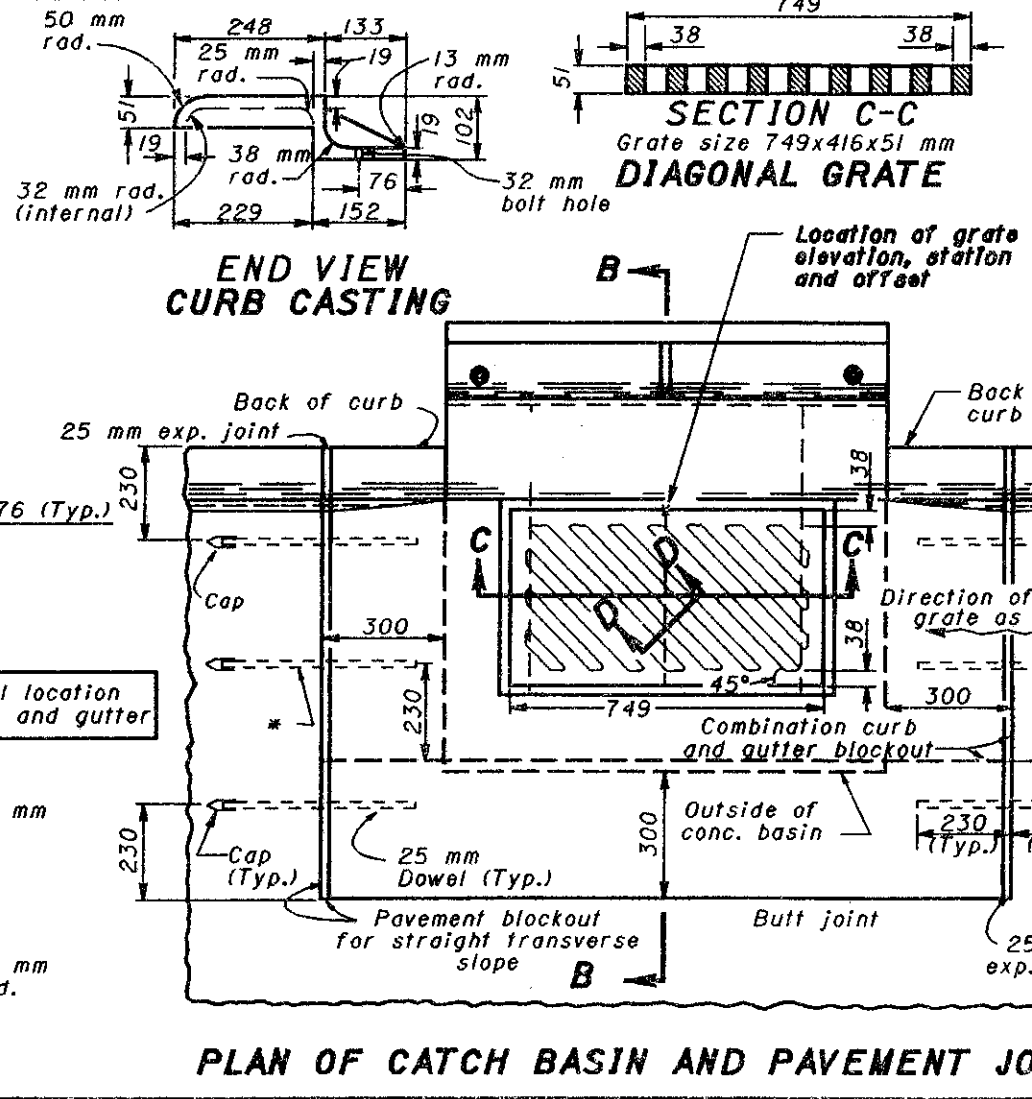 50 mm
rad.
248
133
25 mm
rad.
19
13 mm
rad.
51
19
102
19
38 mm
rad.
76
32 mm
bolt hole
32 mm rad.
(internal)
229
152
END VIEW
CURB CASTING
749
38
38
51
SECTION C-C
Grate size 749x416x51 mm
DIAGONAL GRATE
B
Location of grate
elevation, station
and offset
Back of curb
25 mm exp. joint
Back
curb
230
76 (Typ.)
38
C
C
D
D
Cap
Direction of
grate as
300
38
l location
and gutter
*
230
45°
749
300
Combination curb
and gutter blockout
mm
Outside of
conc. basin
300
230
(Typ.)
230
Cap
(Typ.)
25 mm
Dowel (Typ.)
Pavement blockout
for straight transverse
slope
Butt joint
25
exp.
mm
d.
B
PLAN OF CATCH BASIN AND PAVEMENT JO